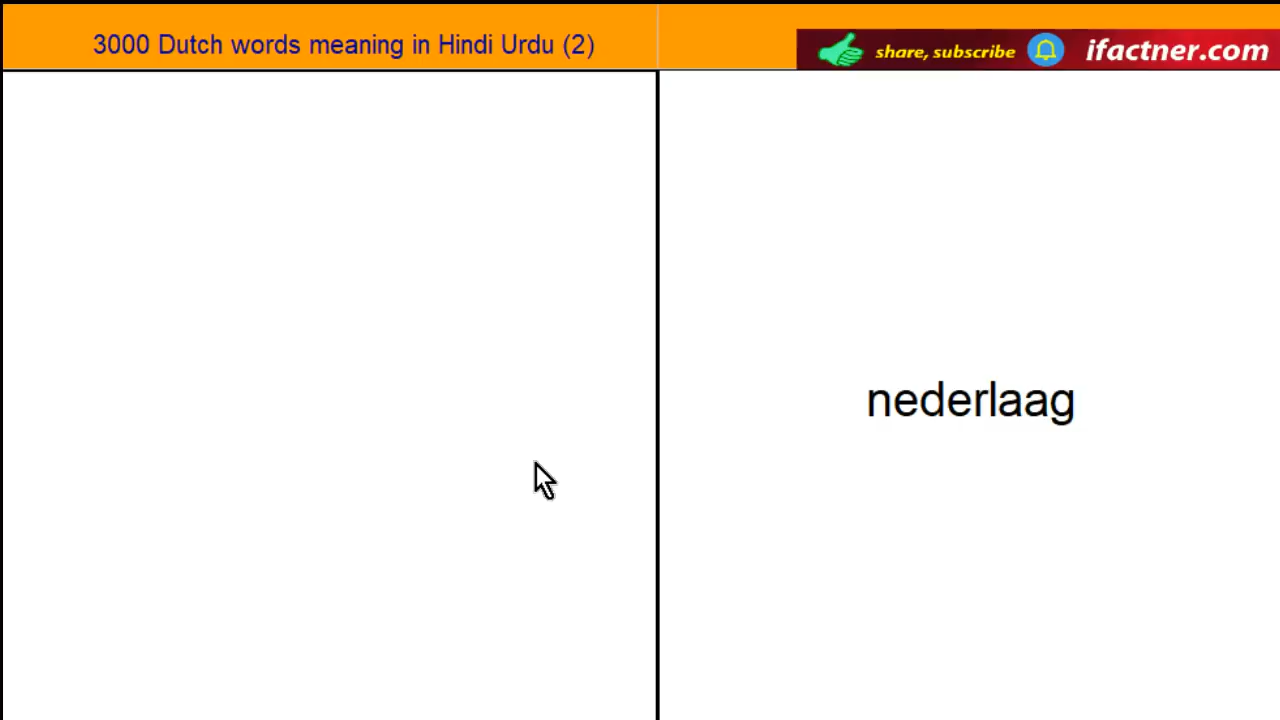 3000 Dutch words meaning in Hindi Urdu (2)
share, subscribe
ifactner.com
nederlaag